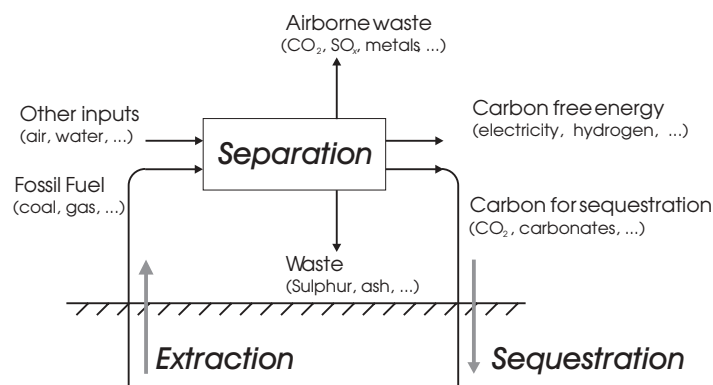 Airborne waste
(CO₂, SOₓ, metals, ...)
Other inputs
(air, water, ...)
Separation
Carbon free energy
(electricity, hydrogen, ...)
Fossil Fuel
(coal, gas, ...)
Carbon for sequestration
(CO₂, carbonates, ...)
Waste
(Sulphur, ash, ...)
Extraction
Sequestration